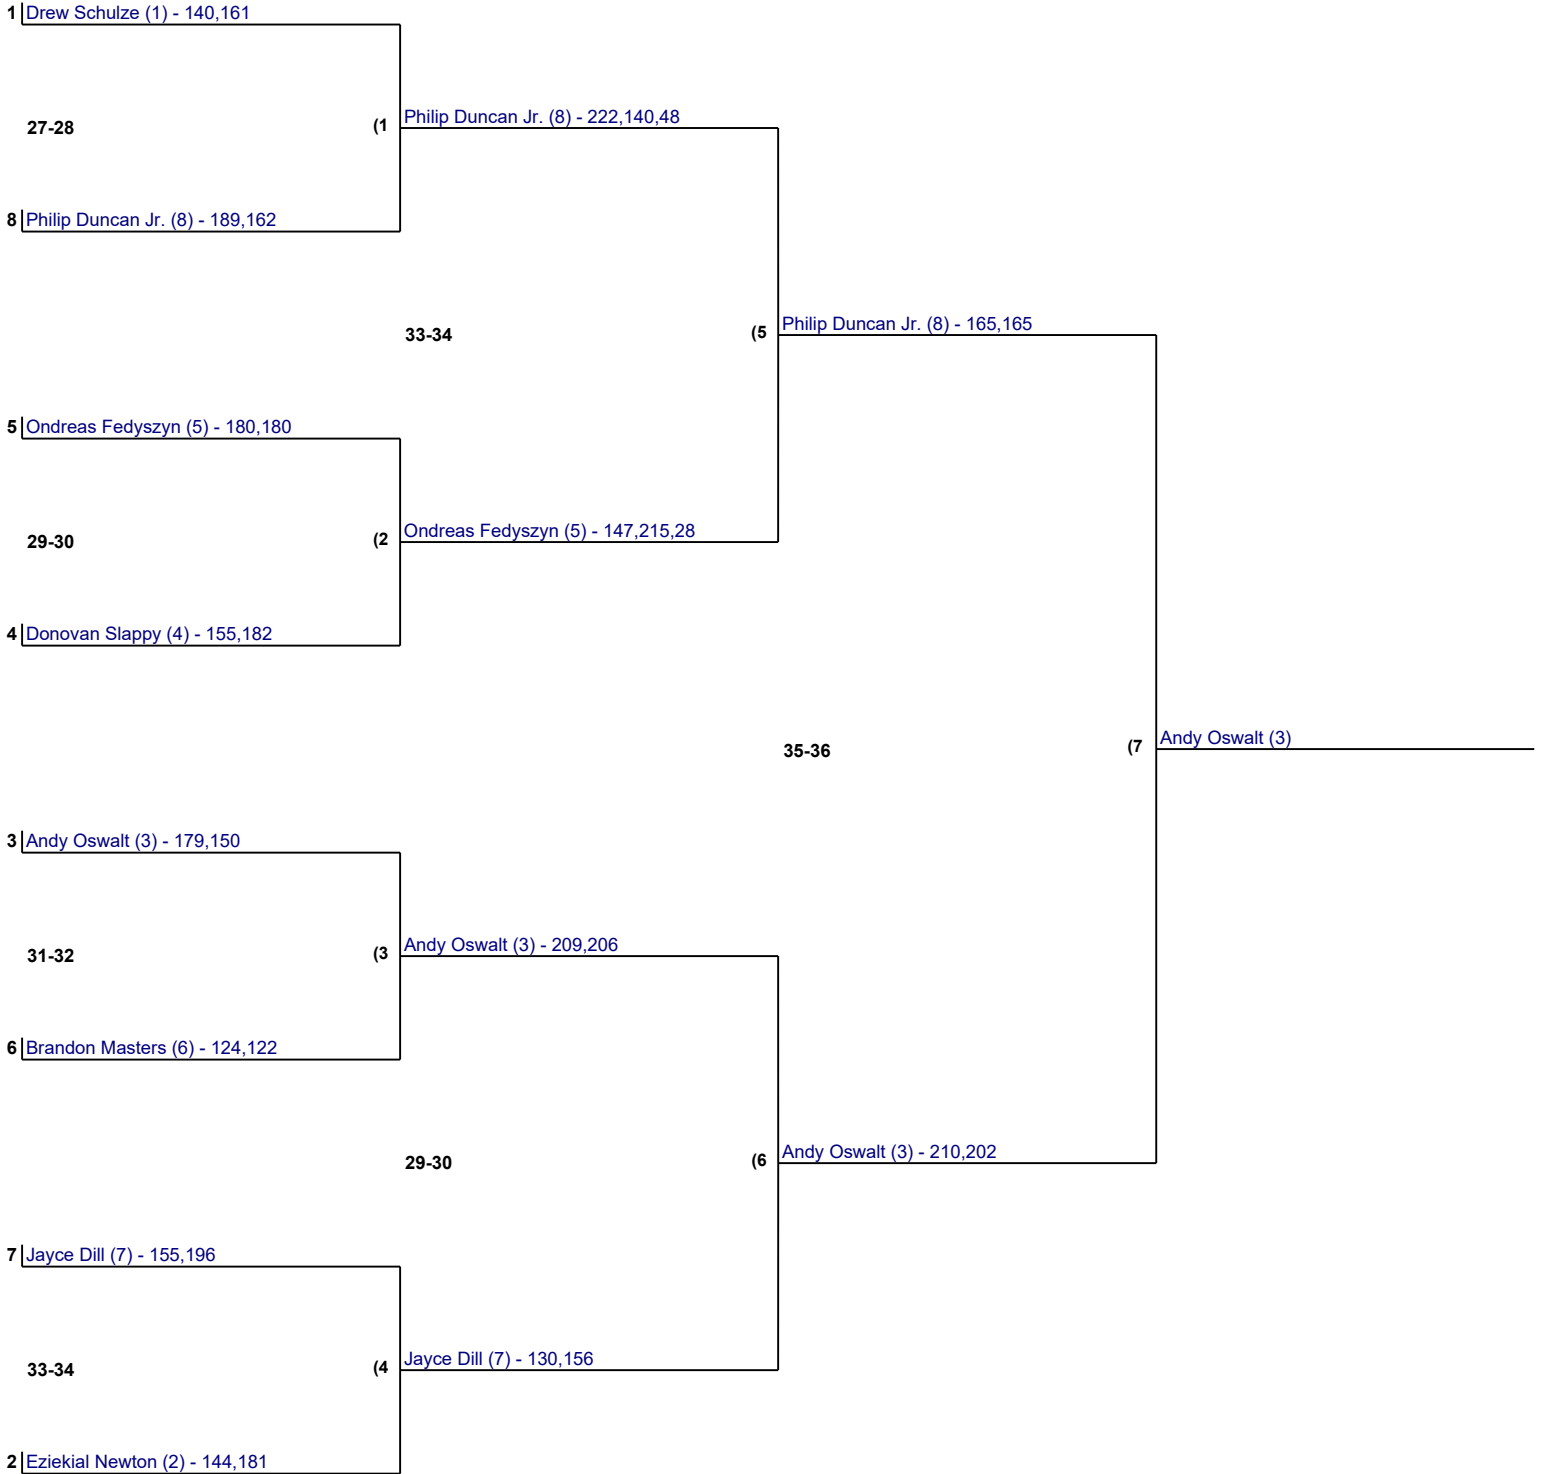 1 Drew Schulze (1) - 140,161
Philip Duncan Jr. (8) - 222,140,48
27-28 (1
8 Philip Duncan Jr. (8) - 189,162
Philip Duncan Jr. (8) - 165,165
33-34 (5
5 Ondreas Fedyszyn (5) - 180,180
Ondreas Fedyszyn (5) - 147,215,28
29-30 (2
4 Donovan Slappy (4) - 155,182
Andy Oswalt (3)
35-36 (7
3 Andy Oswalt (3) - 179,150
Andy Oswalt (3) - 209,206
31-32 (3
6 Brandon Masters (6) - 124,122
Andy Oswalt (3) - 210,202
29-30 (6
7 Jayce Dill (7) - 155,196
Jayce Dill (7) - 130,156
33-34 (4
2 Eziekial Newton (2) - 144,181